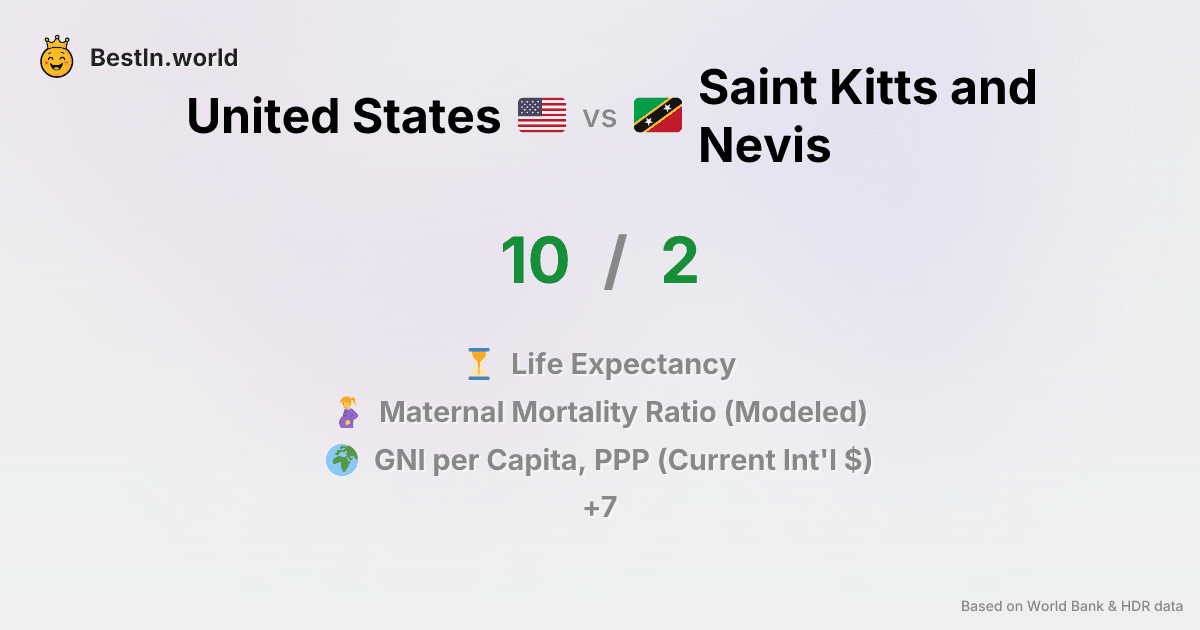 BestIn.world
United States vs Saint Kitts and
Nevis
10 / 2
Life Expectancy
Maternal Mortality Ratio (Modeled)
GNI per Capita, PPP (Current Int'l $)
+7
Based on World Bank & HDR data